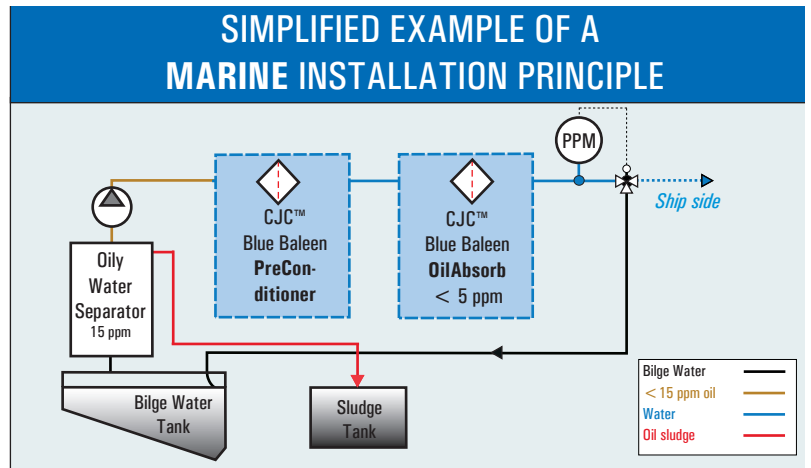 SIMPLIFIED EXAMPLE OF A
MARINE INSTALLATION PRINCIPLE
PPM
Ship side
CJC™
Blue Baleen
PreCon-
ditioner
CJC™
Blue Baleen
OilAbsorb
< 5 ppm
Oily
Water
Separator
15 ppm
Bilge Water
Tank
Sludge
Tank
Bilge Water
< 15 ppm oil
Water
Oil sludge